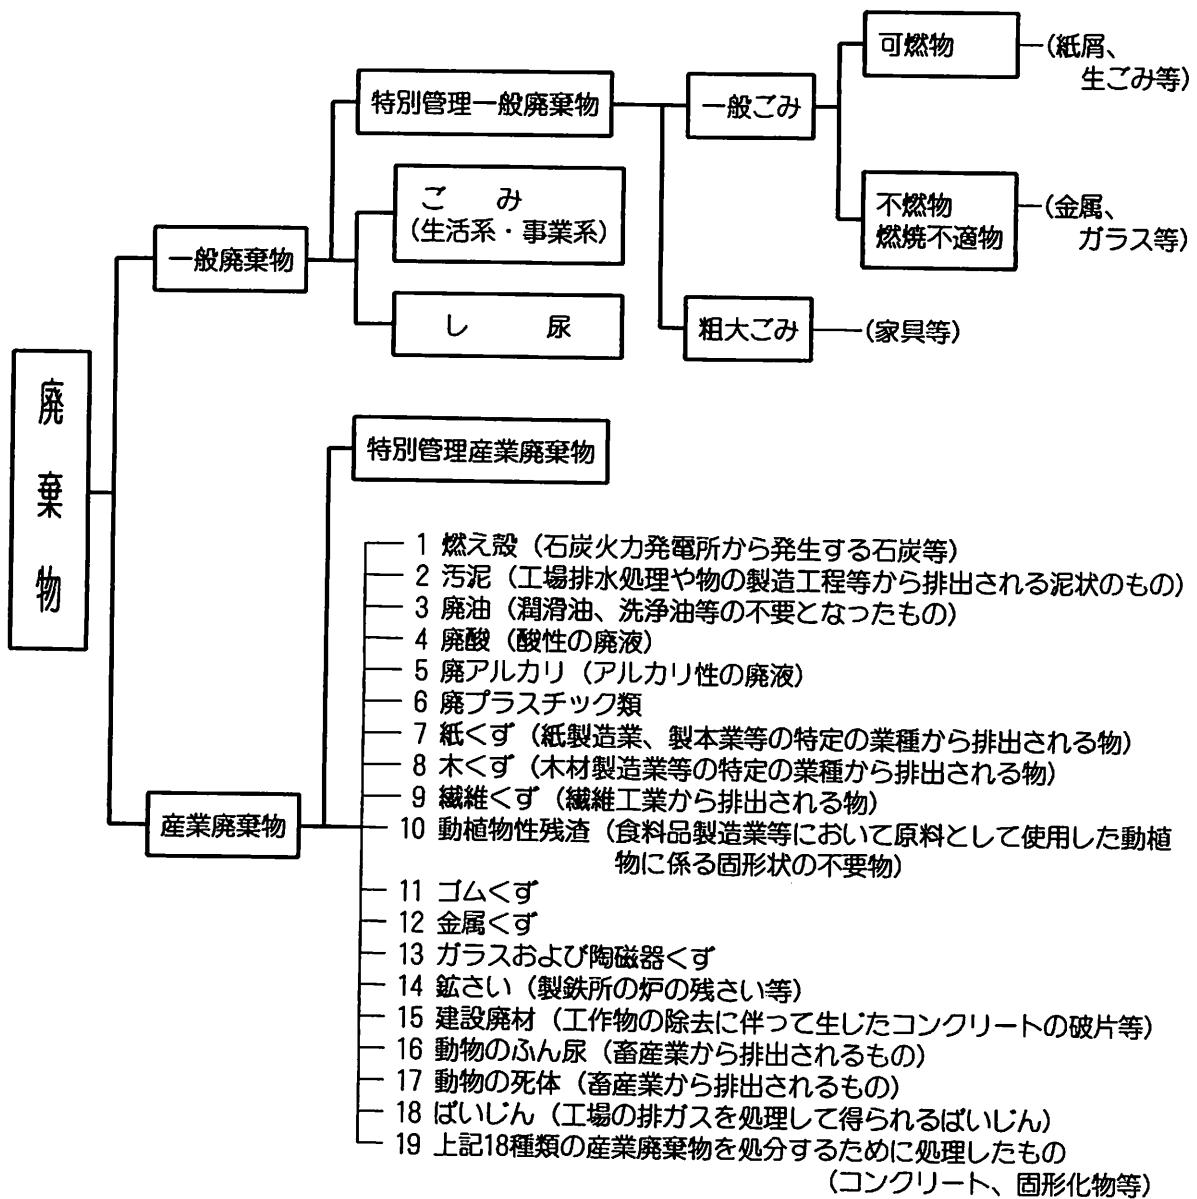 廃棄物
一般廃棄物
特別管理一般廃棄物
ごみ
(生活系・事業系)
し尿
一般ごみ
可燃物
(紙屑、
生ごみ等)
不燃物
燃焼不適物
(金属、
ガラス等)
粗大ごみ
(家具等)
産業廃棄物
特別管理産業廃棄物
1 燃え殻 (石炭火力発電所から発生する石炭等)
2 汚泥 (工場排水処理や物の製造工程等から排出される泥状のもの)
3 廃油 (潤滑油、洗浄油等の不要となったもの)
4 廃酸 (酸性の廃液)
5 廃アルカリ (アルカリ性の廃液)
6 廃プラスチック類
7 紙くず (紙製造業、製本業等の特定の業種から排出される物)
8 木くず (木材製造業等の特定の業種から排出される物)
9 繊維くず (繊維工業から排出される物)
10 動植物性残渣 (食料品製造業等において原料として使用した動植
物に係る固形状の不要物)
11 ゴムくず
12 金属くず
13 ガラスおよび陶磁器くず
14 鉱さい (製鉄所の炉の残さい等)
15 建設廃材 (工作物の除去に伴って生じたコンクリートの破片等)
16 動物のふん尿 (畜産業から排出されるもの)
17 動物の死体 (畜産業から排出されるもの)
18 ばいじん (工場の排ガスを処理して得られるばいじん)
19 上記18種類の産業廃棄物を処分するために処理したもの
(コンクリート、固形化物等)